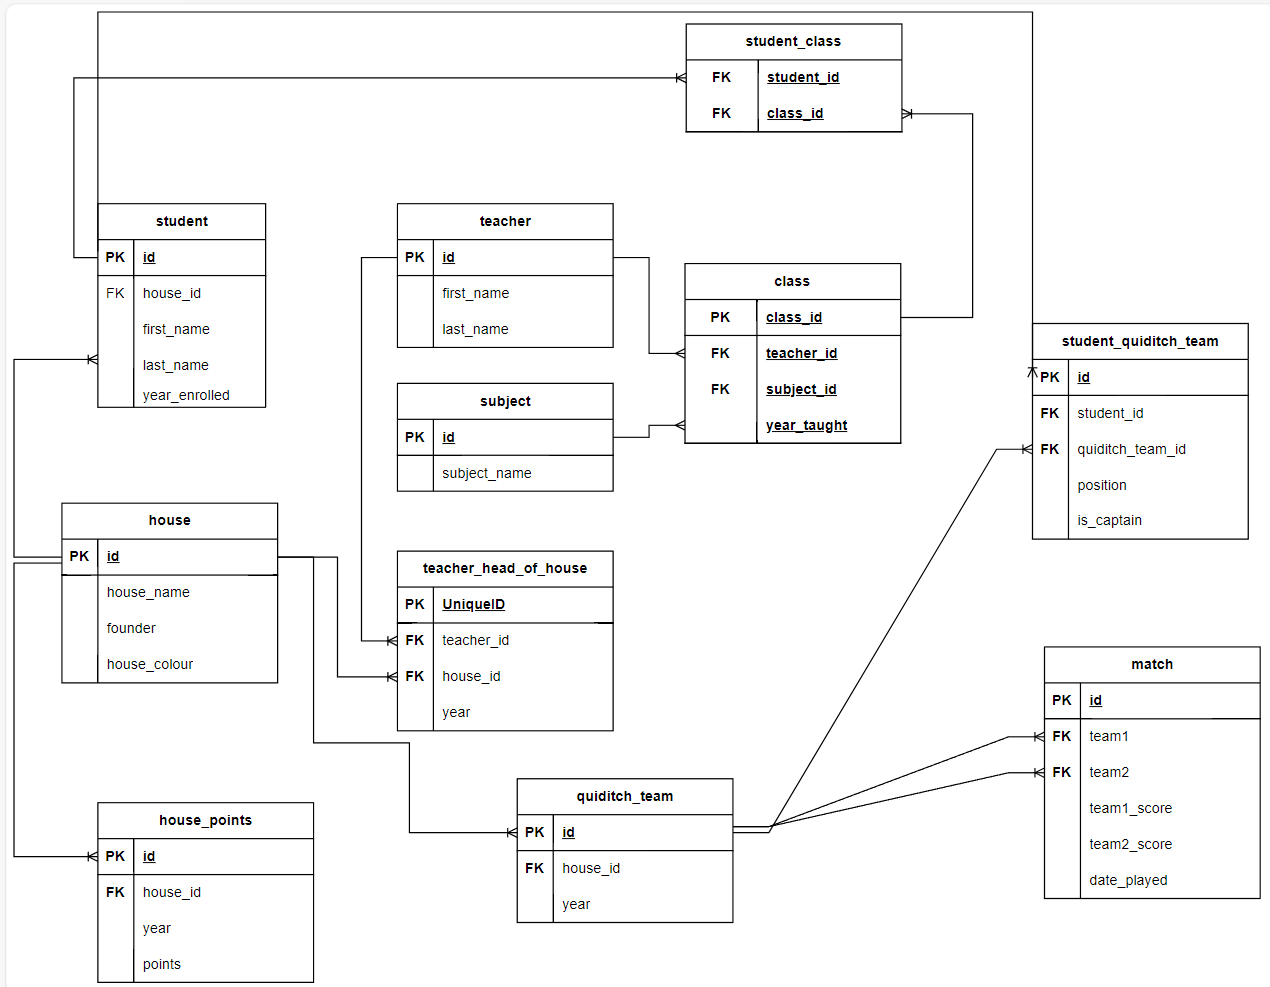 student_class
FK student_id
FK class_id
student
PK id
FK house_id
first_name
last_name
year_enrolled
teacher
PK id
first_name
last_name
class
PK class_id
FK teacher_id
FK subject_id
year_taught
student_quiditch_team
PK id
FK student_id
FK quiditch_team_id
position
is_captain
subject
PK id
subject_name
house
PK id
house_name
founder
house_colour
teacher_head_of_house
PK UniqueID
FK teacher_id
FK house_id
year
match
PK id
FK team1
FK team2
team1_score
team2_score
date_played
quiditch_team
PK id
FK house_id
year
house_points
PK id
FK house_id
year
points